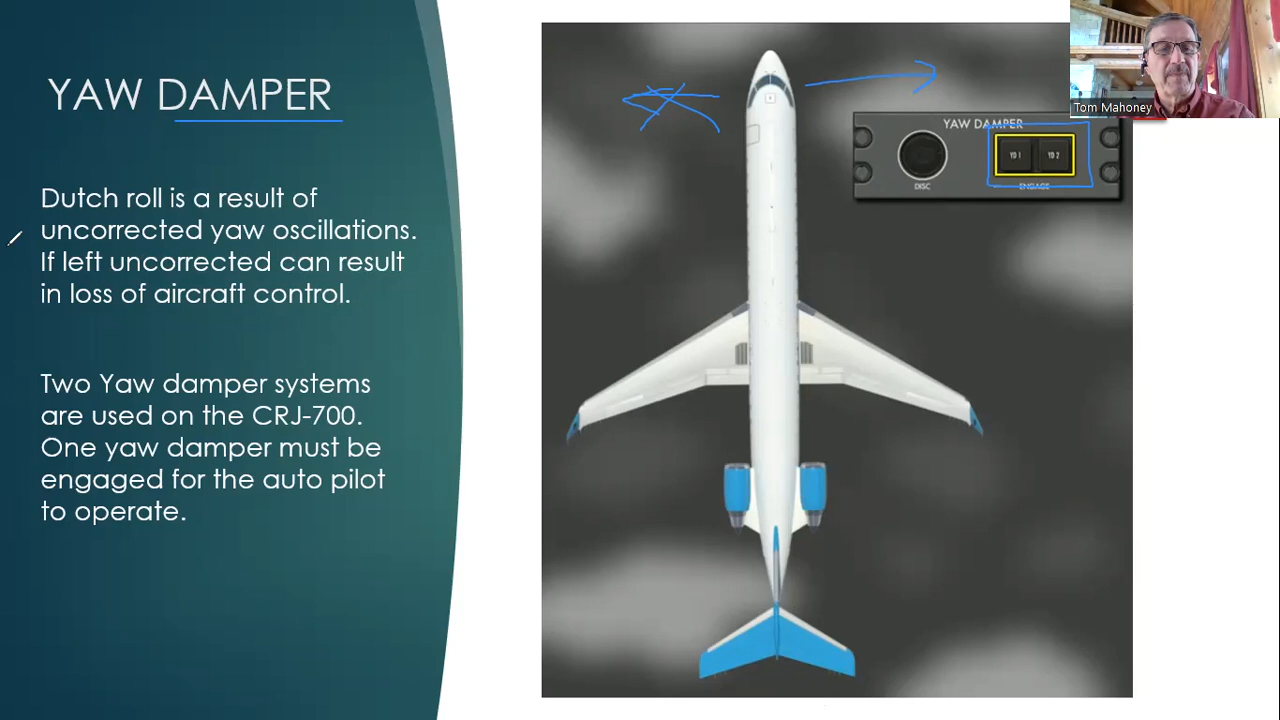 YAW DAMPER
Dutch roll is a result of
uncorrected yaw oscillations.
If left uncorrected can result
in loss of aircraft control.
Two Yaw damper systems
are used on the CRJ-700.
One yaw damper must be
engaged for the auto pilot
to operate.
Tom Mahoney
YAW DAMPER
YD 1 YD 2
DISC
ENGAGE